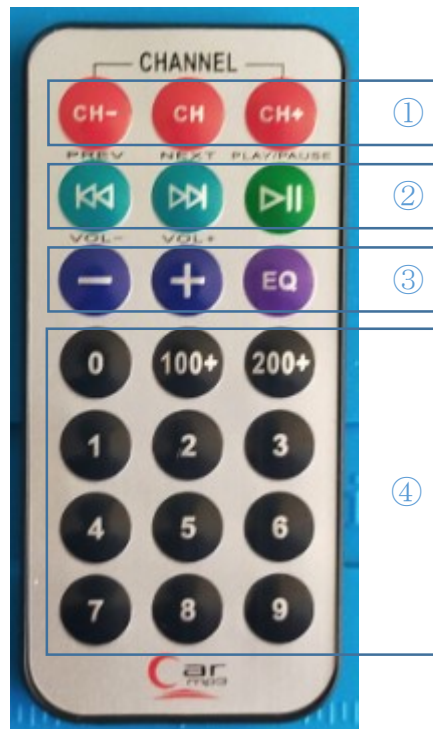 CHANNEL
CH- CH CH+ ①
PREV NEXT PLAY/PAUSE
②
VOL- VOL+
− + EQ ③
0 100+ 200+
1 2 3
④
4 5 6
7 8 9
Car
mp3